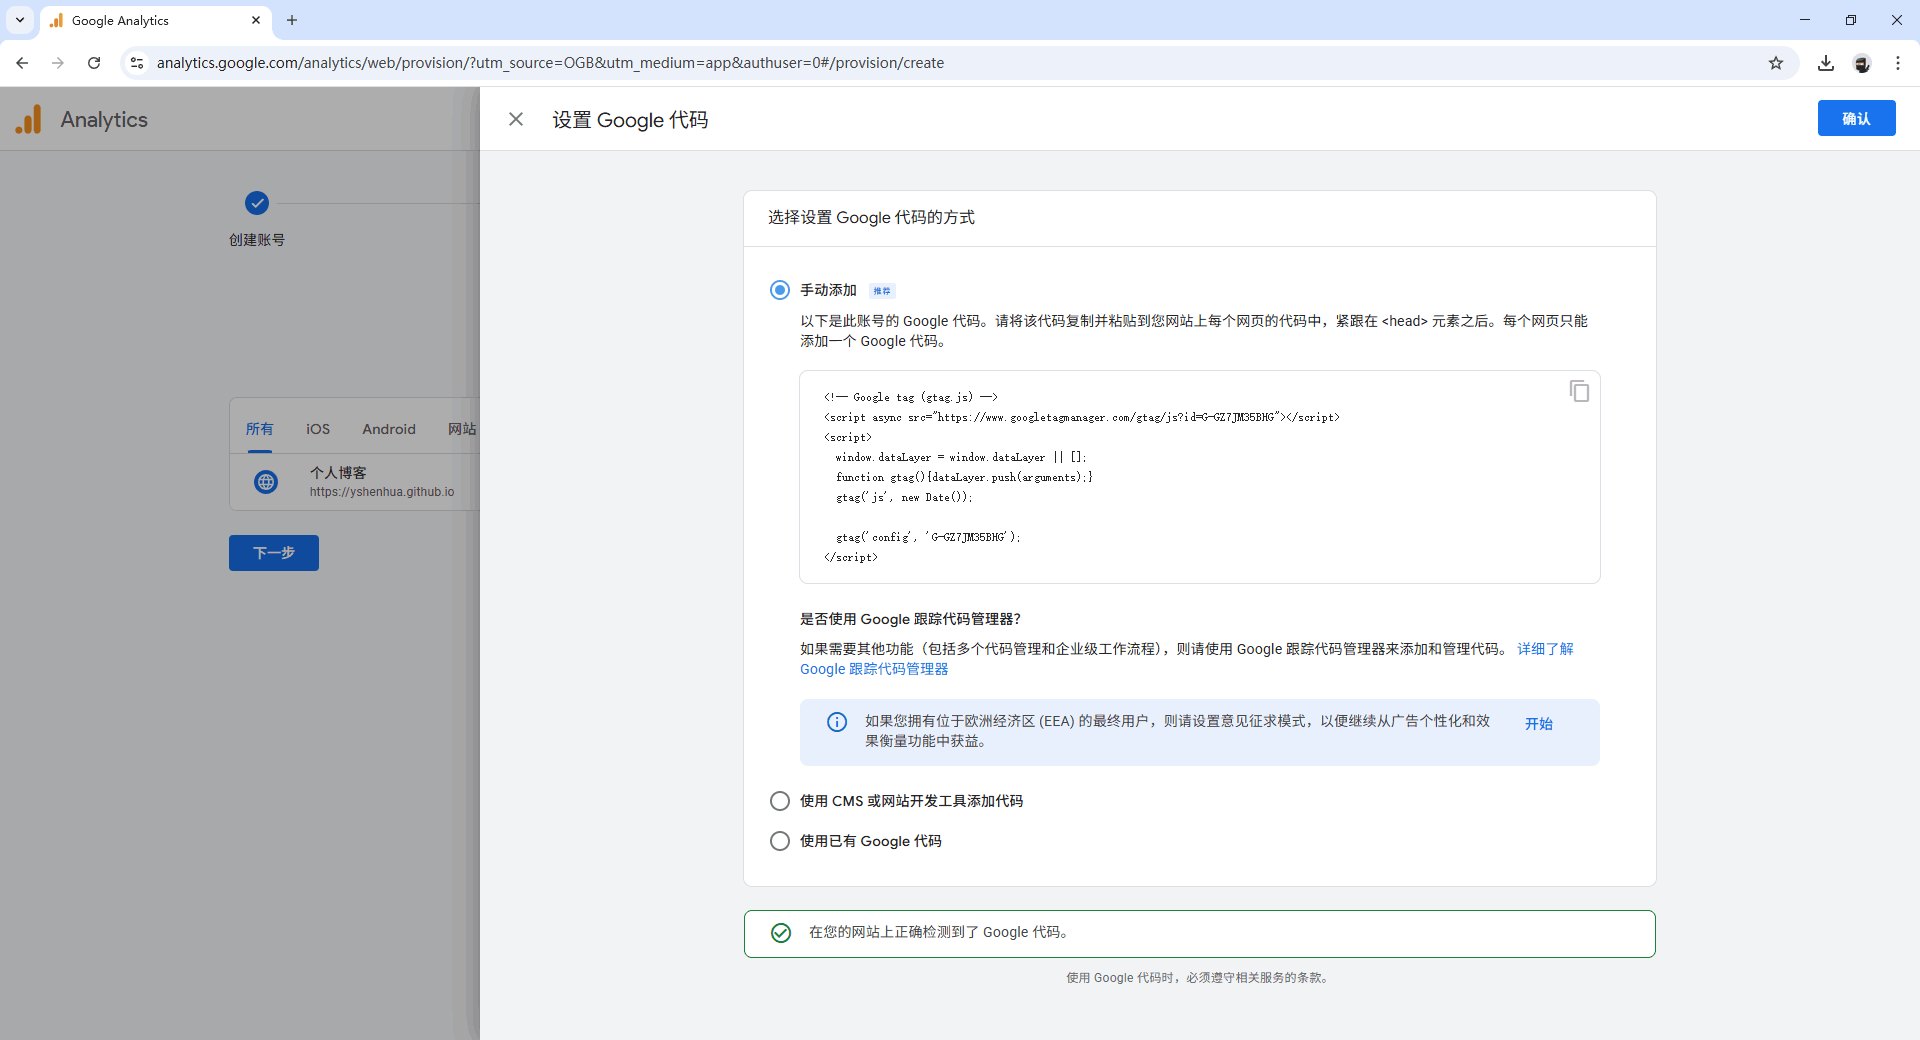 Google Analytics
analytics.google.com/analytics/web/provision/?utm_source=OGB&utm_medium=app&authuser=0#/provision/create
Analytics
创建账号
所有 iOS Android 网站
个人博客
https://yshenhua.github.io
下一步
设置 Google 代码
确认
选择设置 Google 代码的方式
手动添加 推荐
以下是此账号的 Google 代码。请将该代码复制并粘贴到您网站上每个网页的代码中，紧跟在 <head> 元素之后。每个网页只能
添加一个 Google 代码。
<!-- Google tag (gtag.js) -->
<script async src="https://www.googletagmanager.com/gtag/js?id=G-GZ7JM35BHG"></script>
<script>
window.dataLayer = window.dataLayer || [];
function gtag(){dataLayer.push(arguments);}
gtag('js', new Date());
gtag('config', 'G-GZ7JM35BHG');
</script>
是否使用 Google 跟踪代码管理器？
如果需要其他功能（包括多个代码管理和企业级工作流程），则请使用 Google 跟踪代码管理器来添加和管理代码。 详细了解
Google 跟踪代码管理器
如果您拥有位于欧洲经济区 (EEA) 的最终用户，则请设置意见征求模式，以便继续从广告个性化和效 开始
果衡量功能中获益。
使用 CMS 或网站开发工具添加代码
使用已有 Google 代码
在您的网站上正确检测到了 Google 代码。
使用 Google 代码时，必须遵守相关服务的条款。